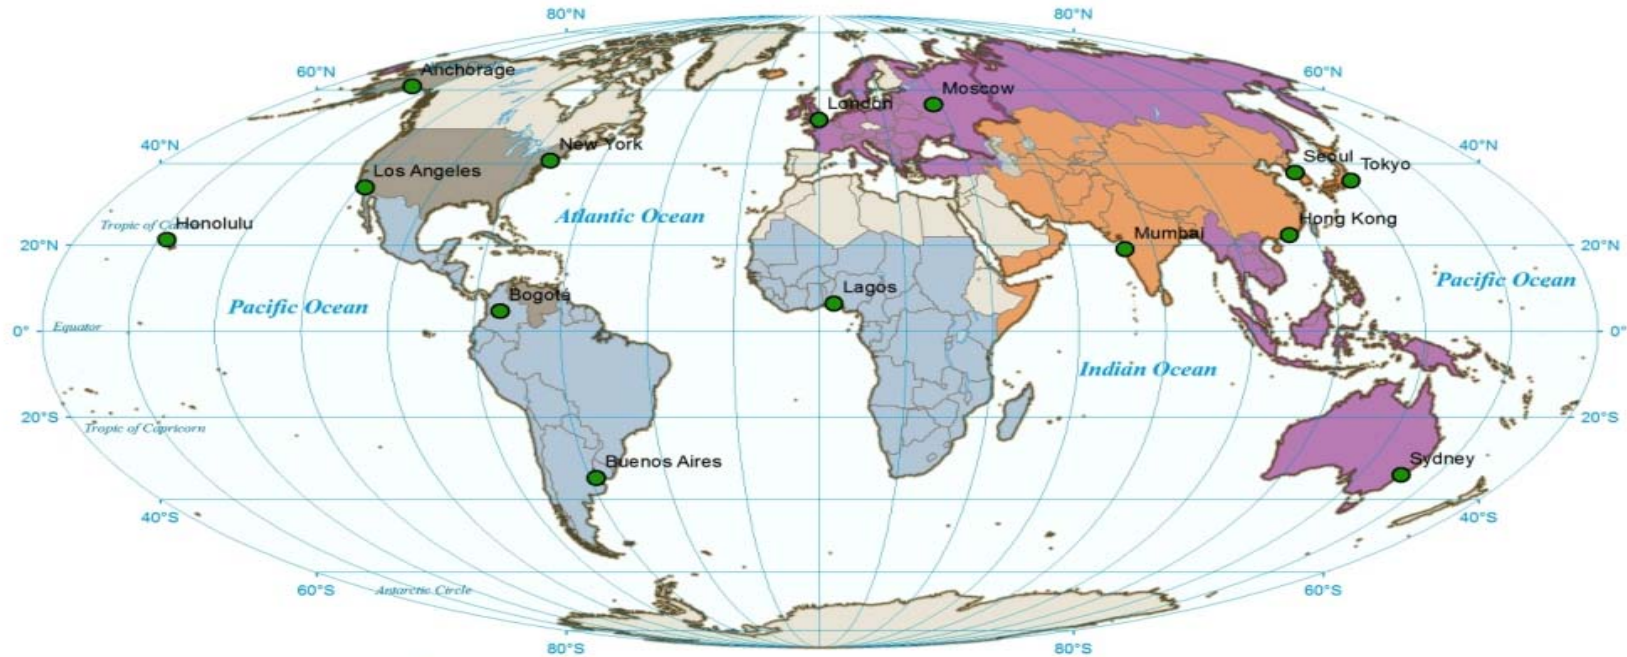 80°N
80°N
60°N
Anchorage
60°N
Moscow
London
40°N
New York
40°N
Seoul
Tokyo
Los Angeles
Atlantic Ocean
Tropic of
Honolulu
Hong Kong
Mumbai
20°N
20°N
Pacific Ocean
Bogotá
Lagos
Pacific Ocean
Equator
0°
0°
Indian Ocean
20°S
20°S
Tropic of Capricorn
Buenos Aires
Sydney
40°S
40°S
60°S
Antarctic Circle
60°S
80°S
80°S